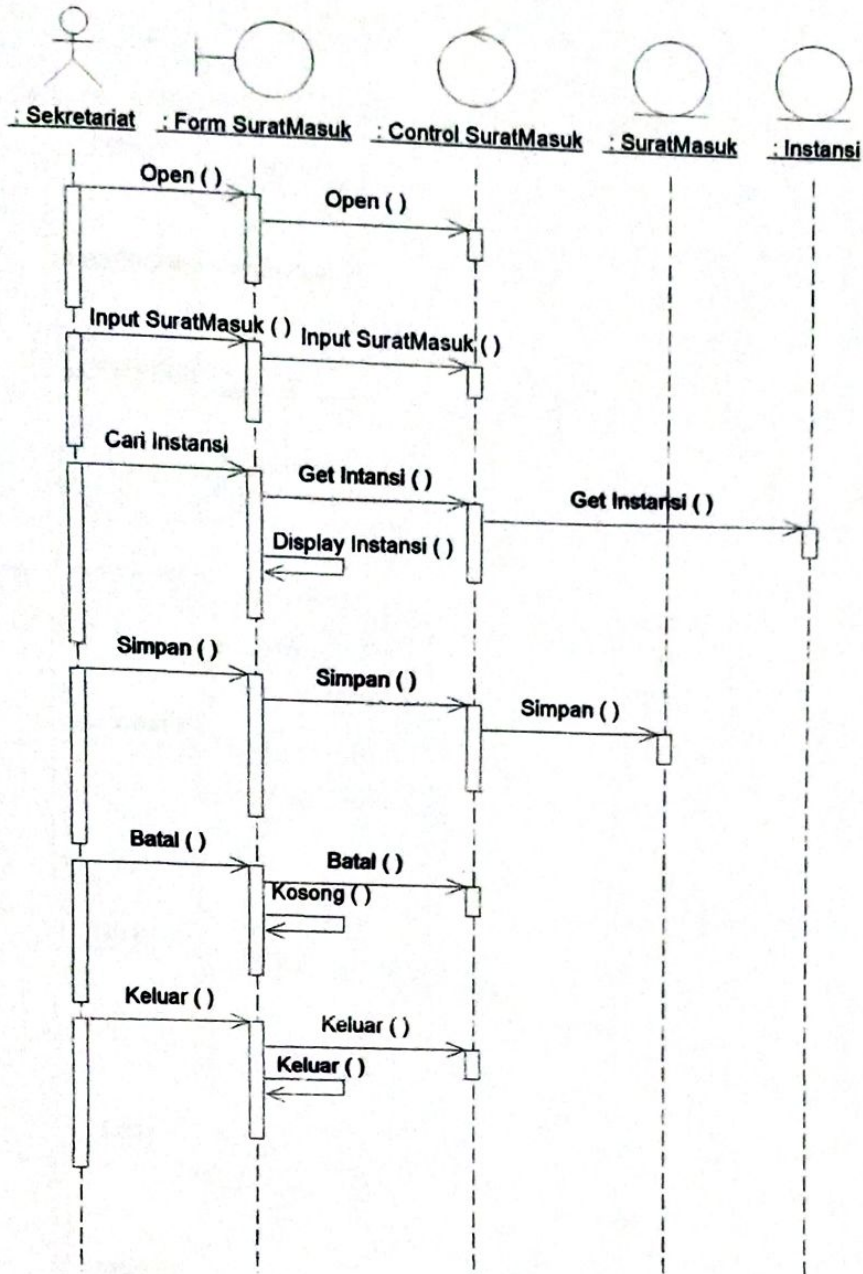 : Sekretariat
: Form SuratMasuk
: Control SuratMasuk
: SuratMasuk
: Instansi
Open ( )
Open ( )
Input SuratMasuk ( )
Input SuratMasuk ( )
Cari Instansi
Get Intansi ( )
Get Instansi ( )
Display Instansi ( )
Simpan ( )
Simpan ( )
Simpan ( )
Batal ( )
Batal ( )
Kosong ( )
Keluar ( )
Keluar ( )
Keluar ( )